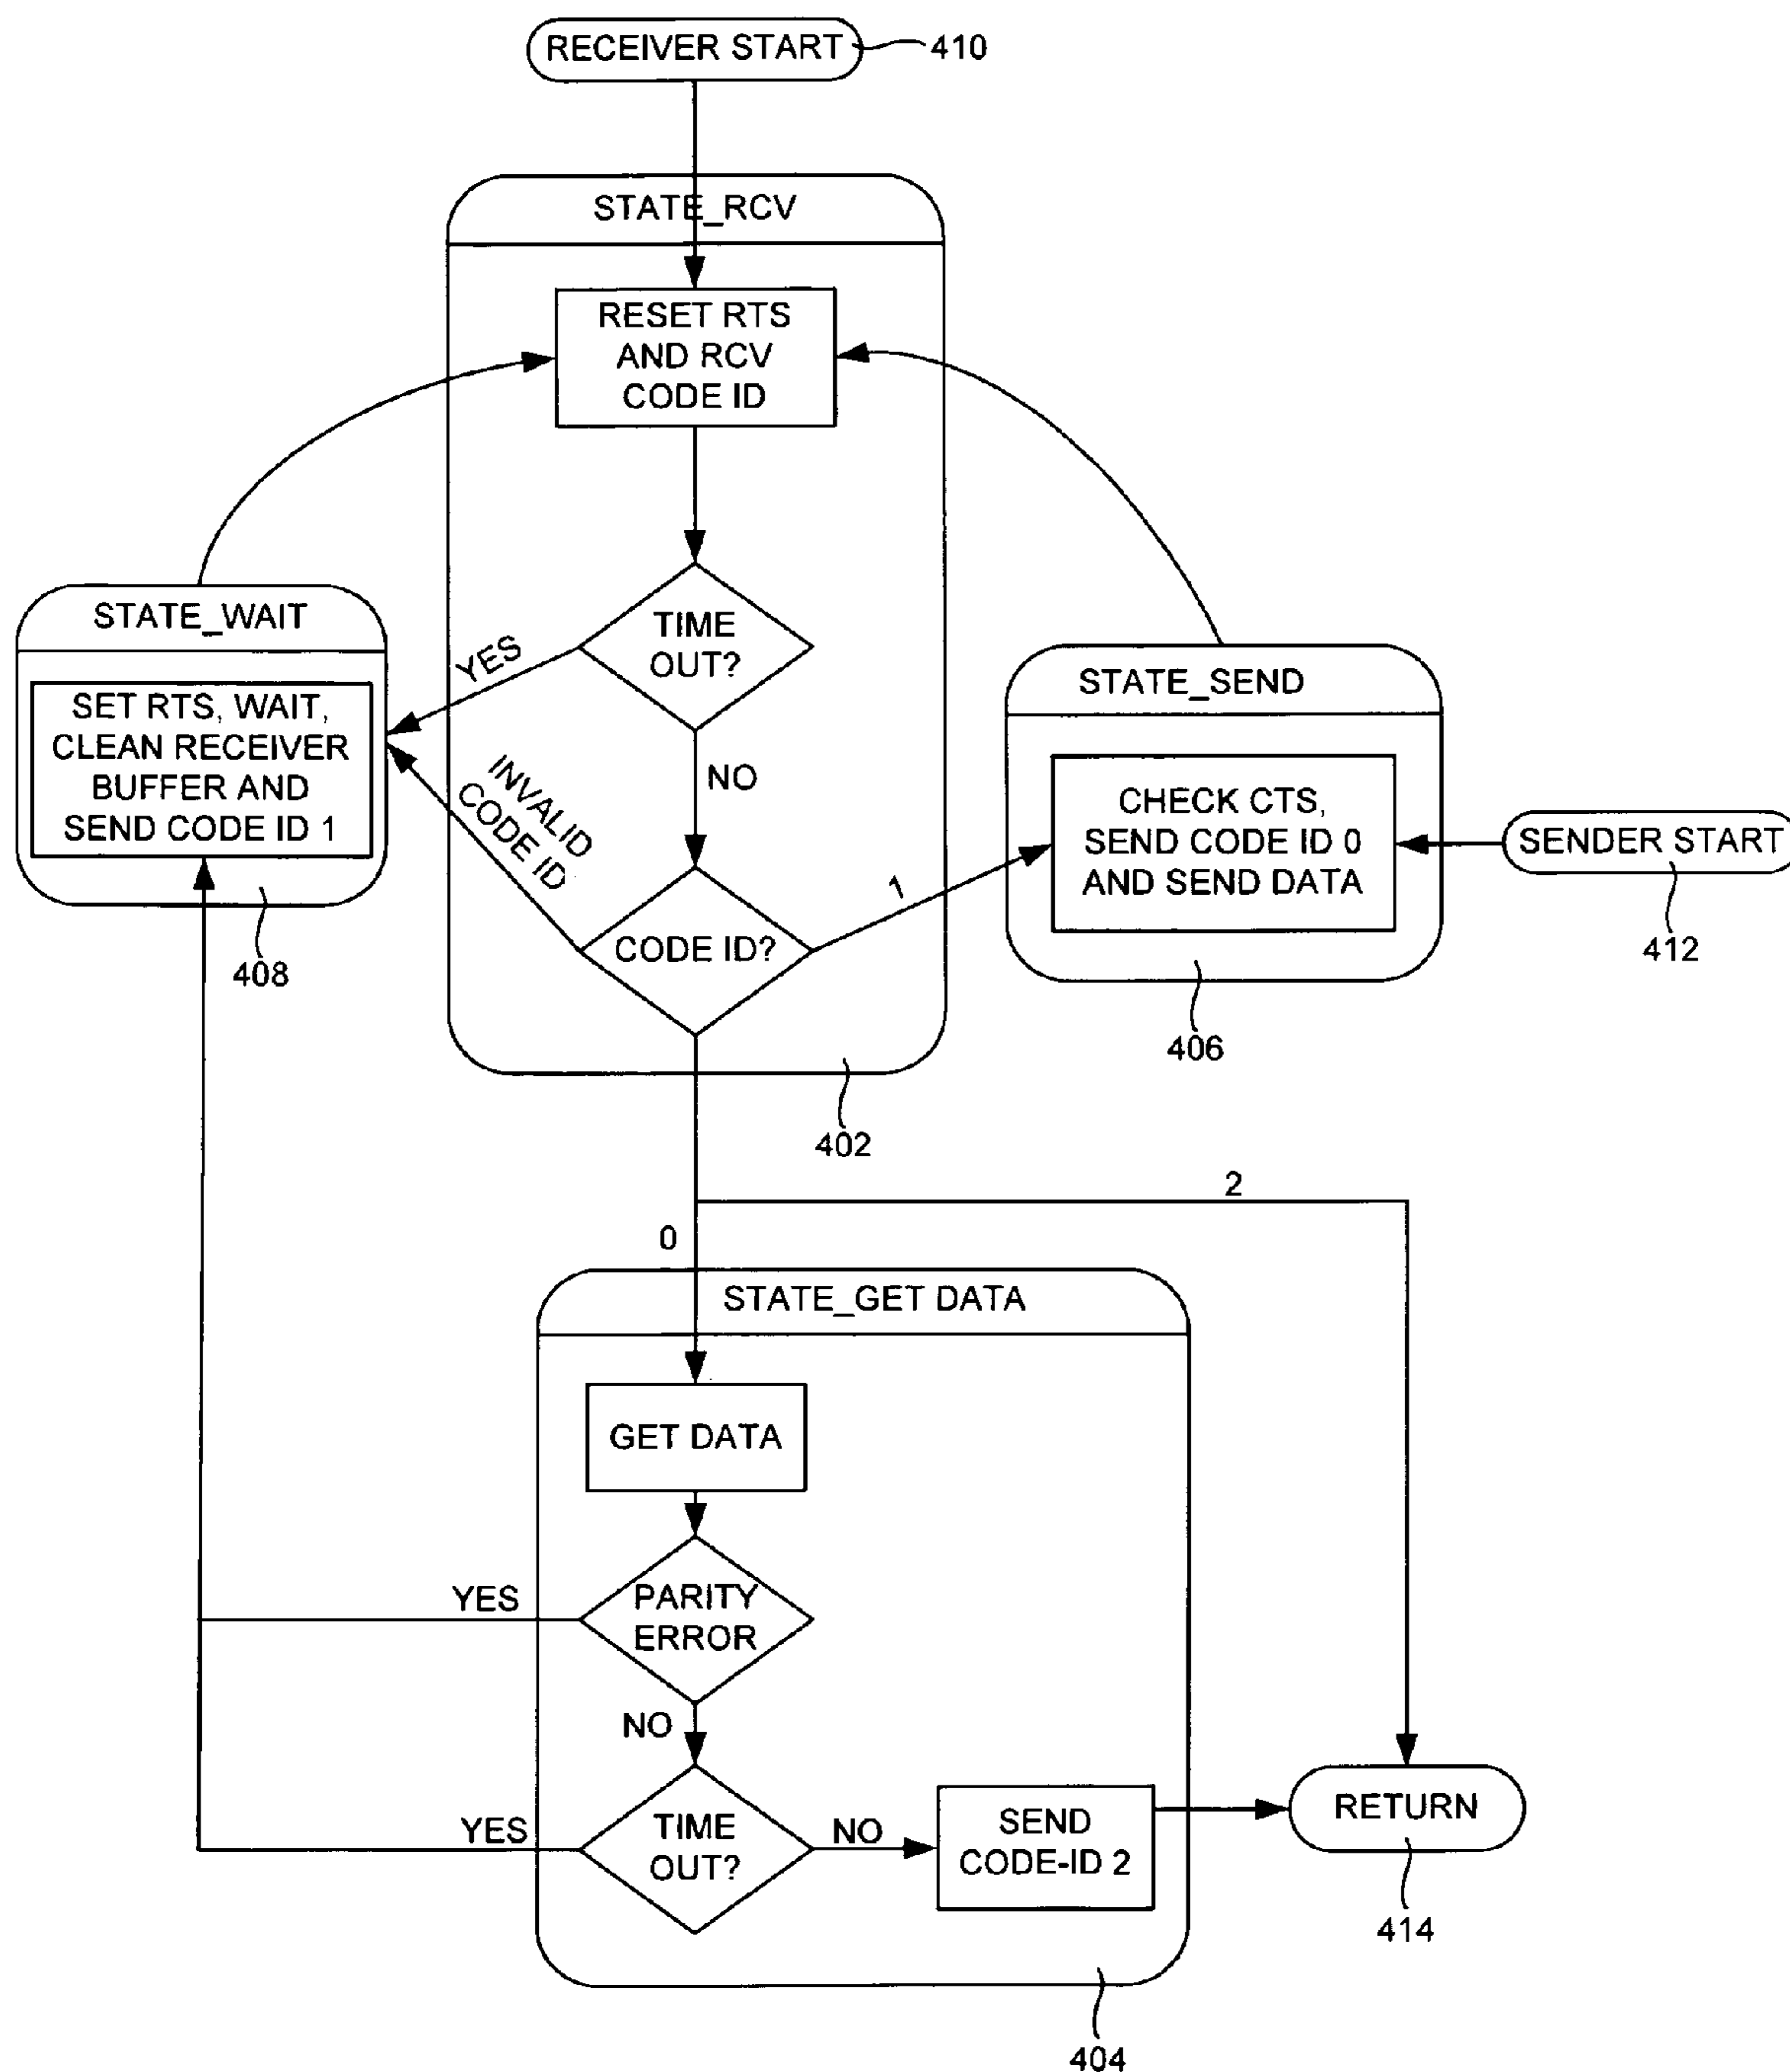 RECEIVER START
410
STATE_RCV
RESET RTS
AND RCV
CODE ID
TIME
OUT?
YES
NO
INVALID
CODE ID
CODE ID?
1
402
STATE_WAIT
SET RTS, WAIT,
CLEAN RECEIVER
BUFFER AND
SEND CODE ID 1
408
STATE_SEND
CHECK CTS,
SEND CODE ID 0
AND SEND DATA
406
SENDER START
412
2
0
STATE_GET DATA
GET DATA
PARITY
ERROR
YES
NO
TIME
OUT?
YES
NO
SEND
CODE-ID 2
RETURN
414
404